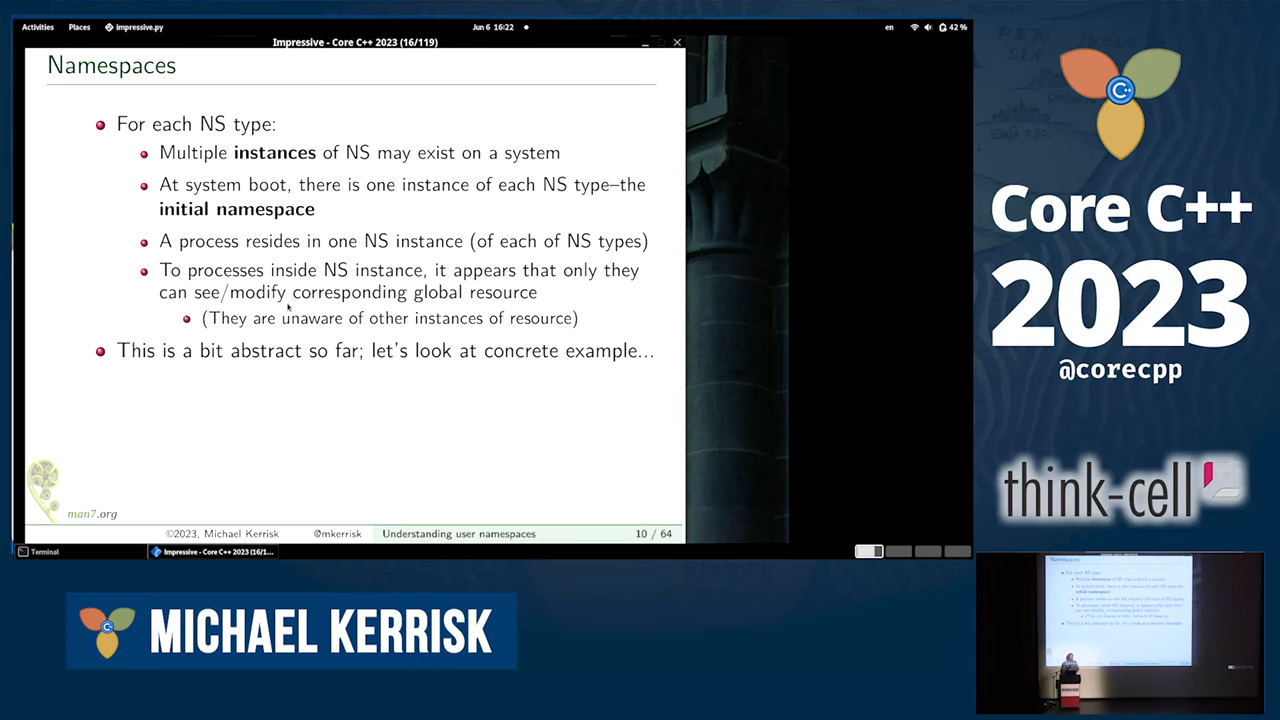 Activities Places Impressive.py Jun 6 16:22 en 42 %
Impressive - Core C++ 2023 (16/119)
Namespaces
For each NS type:
Multiple instances of NS may exist on a system
At system boot, there is one instance of each NS type–the
initial namespace
A process resides in one NS instance (of each of NS types)
To processes inside NS instance, it appears that only they
can see/modify corresponding global resource
(They are unaware of other instances of resource)
This is a bit abstract so far; let's look at concrete example...
man7.org
©2023, Michael Kerrisk @mkerrisk Understanding user namespaces 10 / 64
Terminal Impressive - Core C++ 2023 (16/1...
C++
Core C++
2023
@corecpp
think-cell
C++
MICHAEL KERRISK